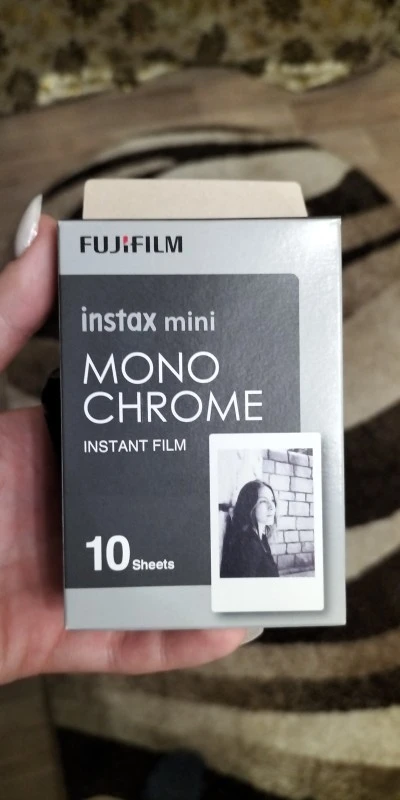 FUJIFILM
instax mini
MONO
CHROME
INSTANT FILM
10 Sheets